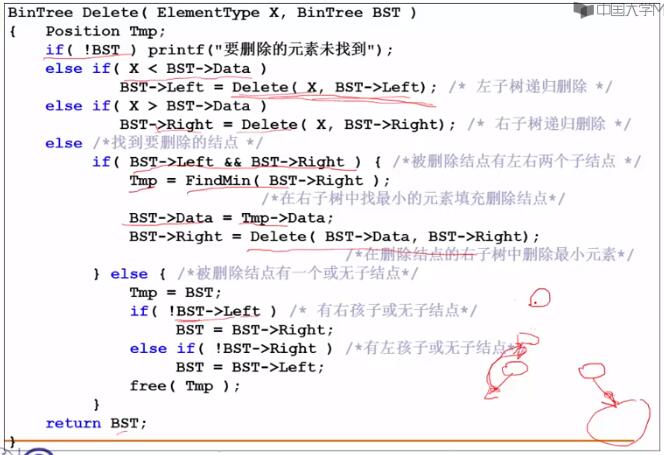 中国大学M
BinTree Delete( ElementType X, BinTree BST )
{ Position Tmp;
if( !BST ) printf("要删除的元素未找到");
else if( X < BST->Data )
BST->Left = Delete( X, BST->Left); /* 左子树递归删除 */
else if( X > BST->Data )
BST->Right = Delete( X, BST->Right); /* 右子树递归删除 */
else /*找到要删除的结点 */
if( BST->Left && BST->Right ) { /*被删除结点有左右两个子结点 */
Tmp = FindMin( BST->Right );
/*在右子树中找最小的元素填充删除结点*/
BST->Data = Tmp->Data;
BST->Right = Delete( BST->Data, BST->Right);
/*在删除结点的右子树中删除最小元素*/
} else { /*被删除结点有一个或无子结点*/
Tmp = BST;
if( !BST->Left ) /* 有右孩子或无子结点*/
BST = BST->Right;
else if( !BST->Right ) /*有左孩子或无子结点*/
BST = BST->Left;
free( Tmp );
}
return BST;
}